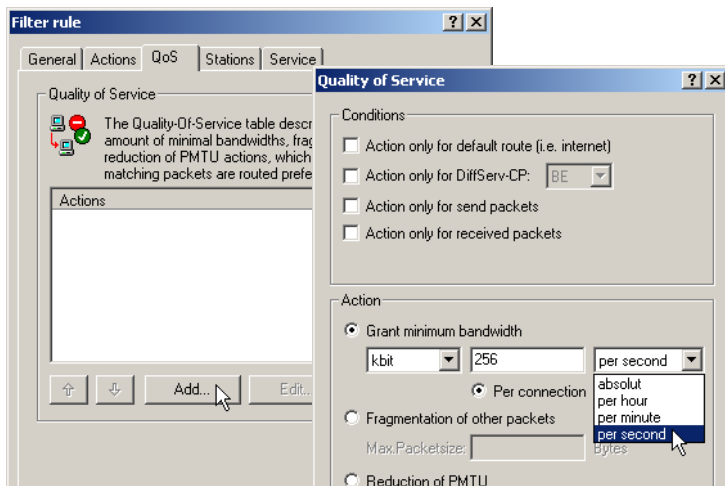 Filter rule
General
Actions
QoS
Stations
Service
Quality of Service
The Quality-Of-Service table descr
amount of minimal bandwidths, frag
reduction of PMTU actions, which
matching packets are routed prefe
Actions
Add...
Edit..
Quality of Service
Conditions
Action only for default route (i.e. internet)
Action only for DiffServ-CP: BE
Action only for send packets
Action only for received packets
Action
Grant minimum bandwidth
kbit 256 per second
Per connection
absolut
per hour
per minute
per second
Fragmentation of other packets
Max.Packetsize: Bytes
Reduction of PMTU